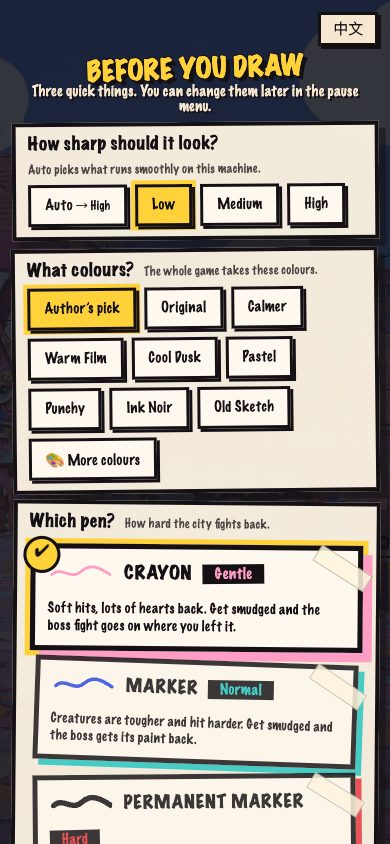 中文
BEFORE YOU DRAW
Three quick things. You can change them later in the pause
menu.
How sharp should it look?
Auto picks what runs smoothly on this machine.
Auto → High
Low
Medium
High
What colours? The whole game takes these colours.
Author's pick
Original
Calmer
Warm Film
Cool Dusk
Pastel
Punchy
Ink Noir
Old Sketch
🎨 More colours
Which pen? How hard the city fights back.
✔
CRAYON Gentle
Soft hits, lots of hearts back. Get smudged and the
boss fight goes on where you left it.
MARKER Normal
Creatures are tougher and hit harder. Get smudged and
the boss gets its paint back.
PERMANENT MARKER
Hard